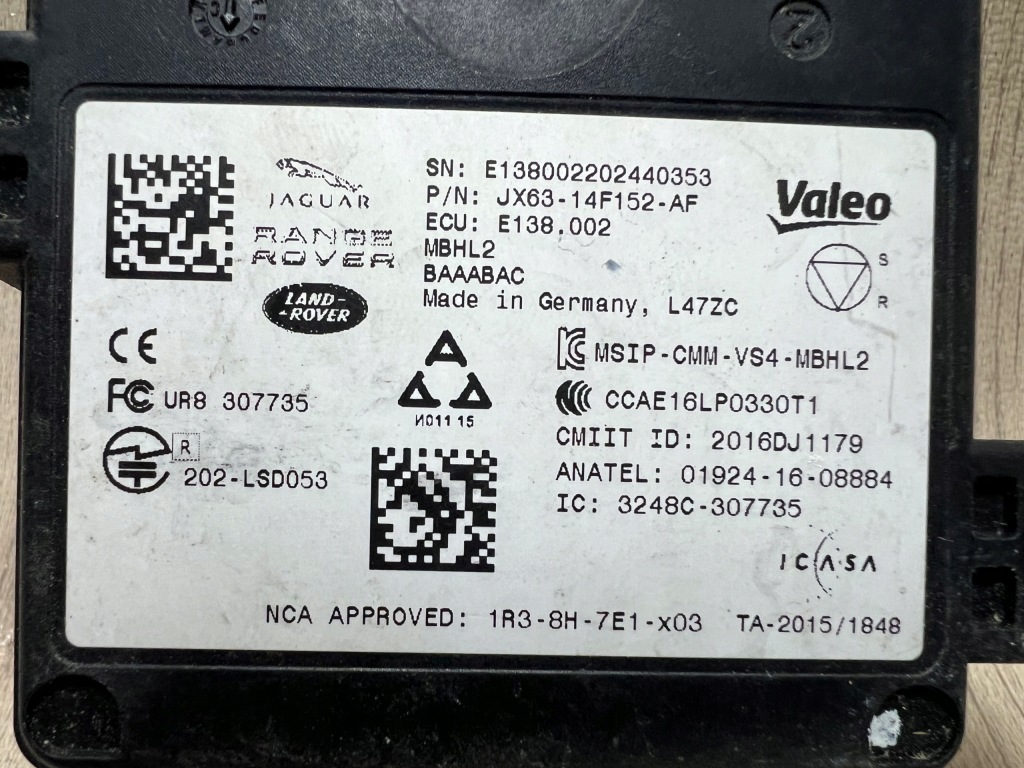 2
JAGUAR
RANGE
ROVER
LAND-
-ROVER
SN: E138002202440353
P/N: JX63-14F152-AF
ECU: E138.002
MBHL2
BAAABAC
Made in Germany, L47ZC
Valeo
S
R
CE
FC UR8 307735
R
202-LSD053
И011 15
KC MSIP-CMM-VS4-MBHL2
CCAE16LP0330T1
CMIIT ID: 2016DJ1179
ANATEL: 01924-16-08884
IC: 3248C-307735
ICASA
NCA APPROVED: 1R3-8H-7E1-x03 TA-2015/1848